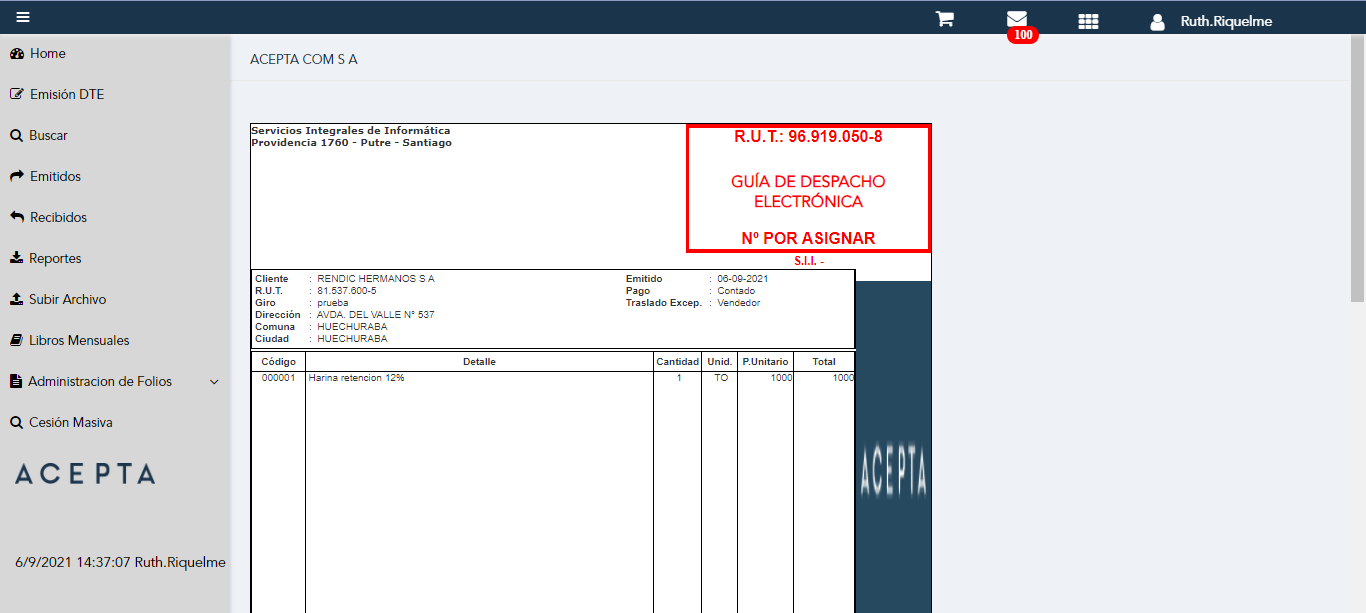 Ruth.Riquelme
100
Home
Emisión DTE
Buscar
Emitidos
Recibidos
Reportes
Subir Archivo
Libros Mensuales
Administracion de Folios
Cesión Masiva
ACEPTA
6/9/2021 14:37:07 Ruth.Riquelme
ACEPTA COM S A
Servicios Integrales de Informática
Providencia 1760 - Putre - Santiago
R.U.T.: 96.919.050-8
GUÍA DE DESPACHO
ELECTRÓNICA
Nº POR ASIGNAR
S.I.I. -
Cliente : RENDIC HERMANOS S A Emitido : 06-09-2021
R.U.T. : 81.537.600-5 Pago : Contado
Giro : prueba Traslado Excep. : Vendedor
Dirección : AVDA. DEL VALLE N° 537
Comuna : HUECHURABA
Ciudad : HUECHURABA
Código Detalle Cantidad Unid. P.Unitario Total
000001 Harina retencion 12% 1 TO 1000 1000
ACEPTA